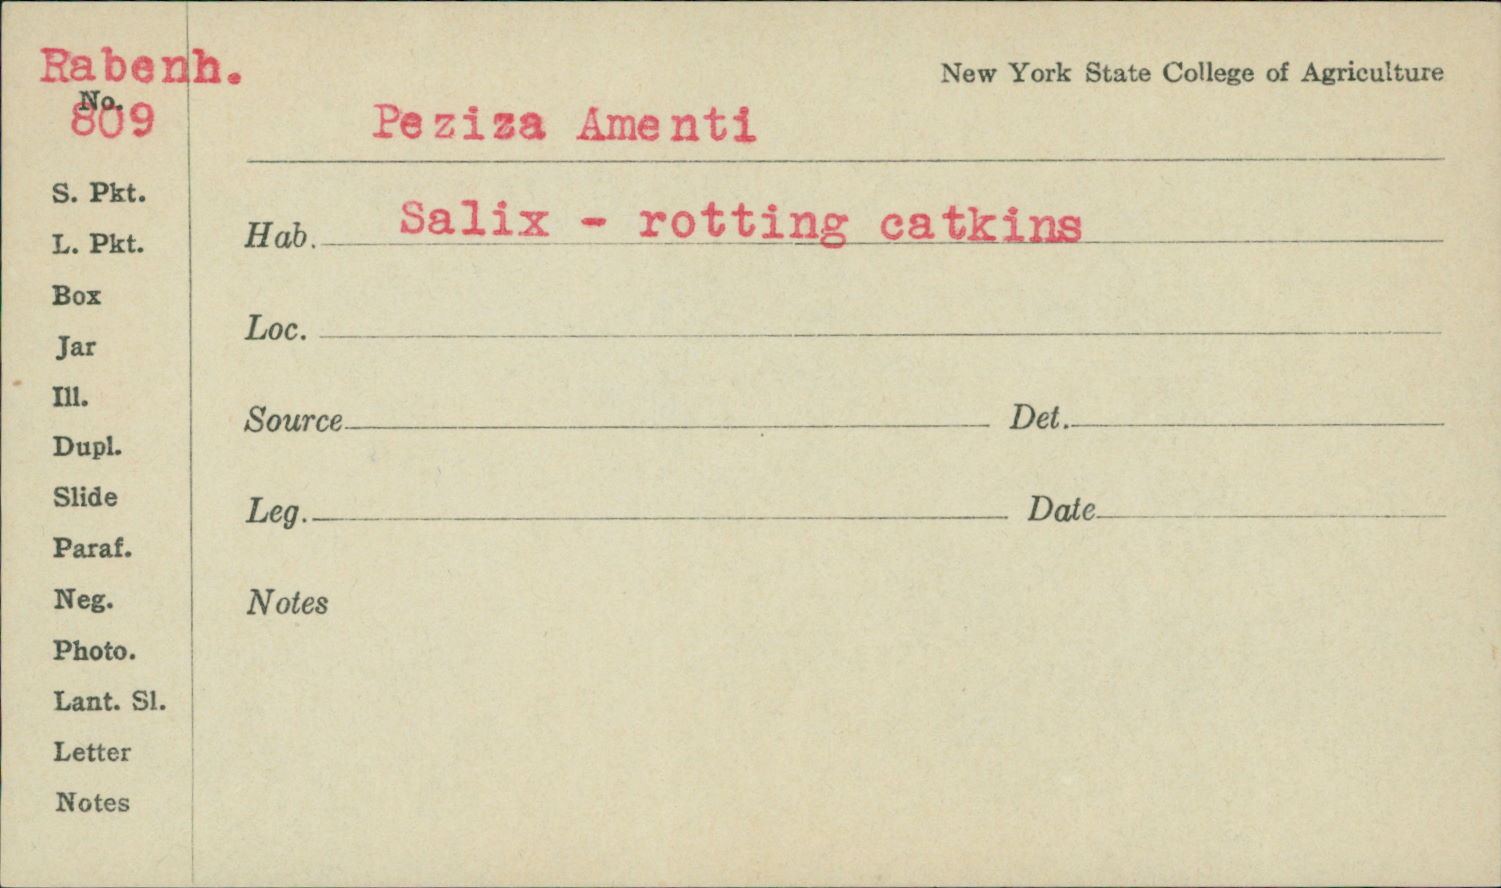 Rabenh.
New York State College of Agriculture
No.
809
Peziza Amenti
S. Pkt.
Hab. Salix - rotting catkins
L. Pkt.
Box
Loc.
Jar
Ill.
Source Det.
Dupl.
Slide
Leg. Date
Paraf.
Neg.
Notes
Photo.
Lant. Sl.
Letter
Notes